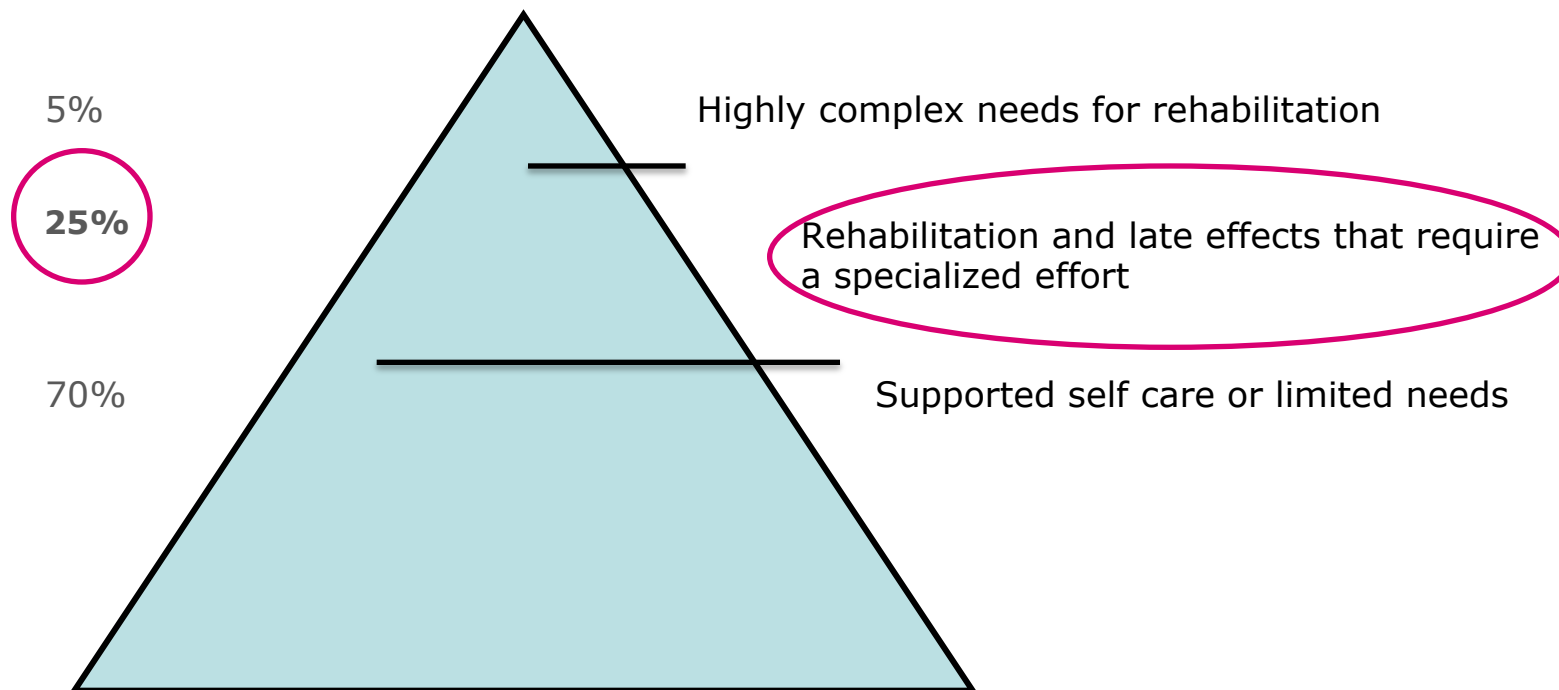 5%
Highly complex needs for rehabilitation
25%
Rehabilitation and late effects that require
a specialized effort
70%
Supported self care or limited needs